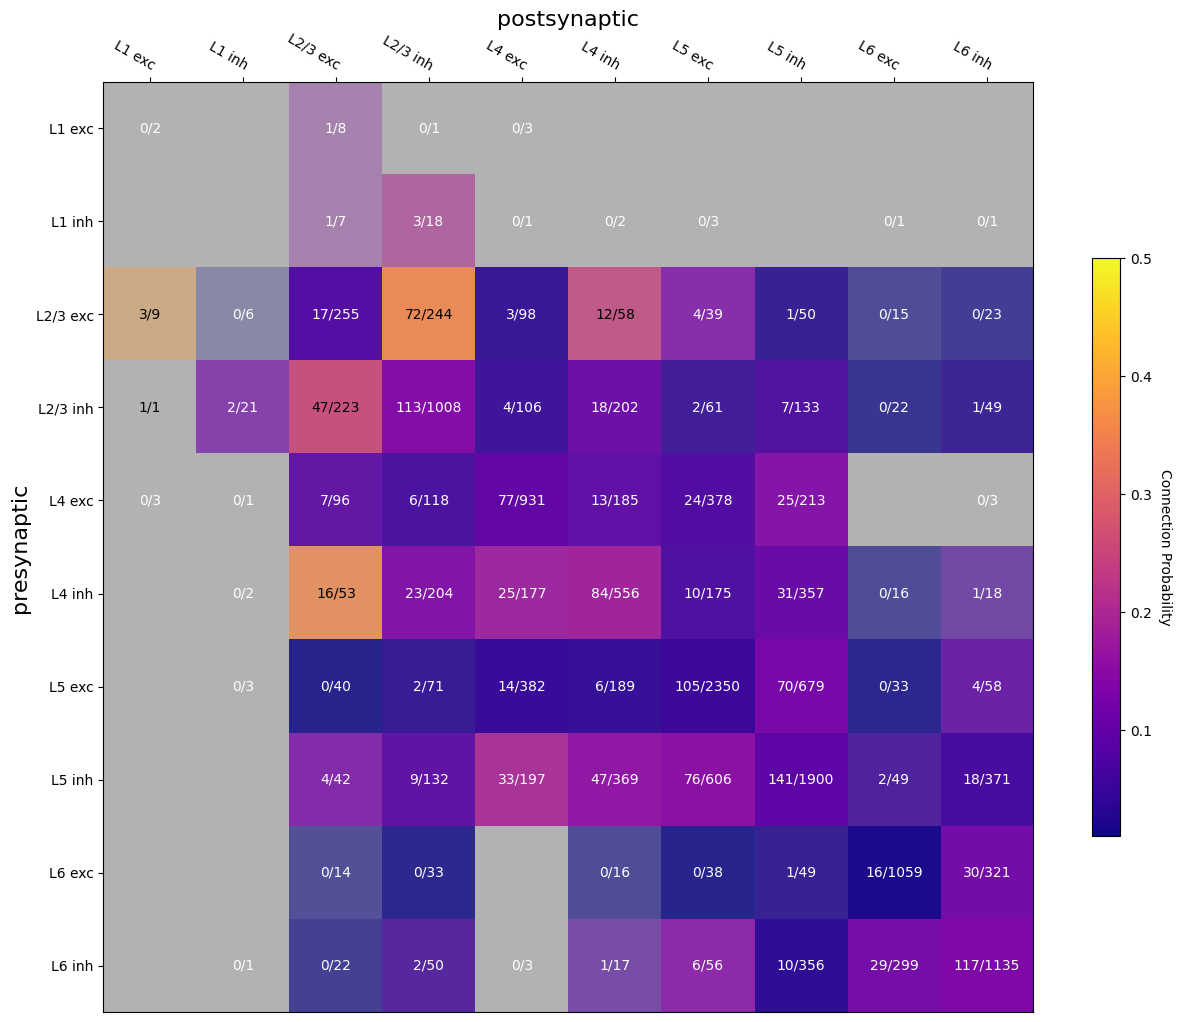 postsynaptic
L1 exc L1 inh L2/3 exc L2/3 inh L4 exc L4 inh L5 exc L5 inh L6 exc L6 inh
L1 exc 0/2 1/8 0/1 0/3
L1 inh 1/7 3/18 0/1 0/2 0/3 0/1 0/1
L2/3 exc 3/9 0/6 17/255 72/244 3/98 12/58 4/39 1/50 0/15 0/23
L2/3 inh 1/1 2/21 47/223 113/1008 4/106 18/202 2/61 7/133 0/22 1/49
L4 exc 0/3 0/1 7/96 6/118 77/931 13/185 24/378 25/213 0/3
L4 inh 0/2 16/53 23/204 25/177 84/556 10/175 31/357 0/16 1/18
L5 exc 0/3 0/40 2/71 14/382 6/189 105/2350 70/679 0/33 4/58
L5 inh 4/42 9/132 33/197 47/369 76/606 141/1900 2/49 18/371
L6 exc 0/14 0/33 0/16 0/38 1/49 16/1059 30/321
L6 inh 0/1 0/22 2/50 0/3 1/17 6/56 10/356 29/299 117/1135
presynaptic
0.5
0.4
0.3
0.2
0.1
Connection Probability